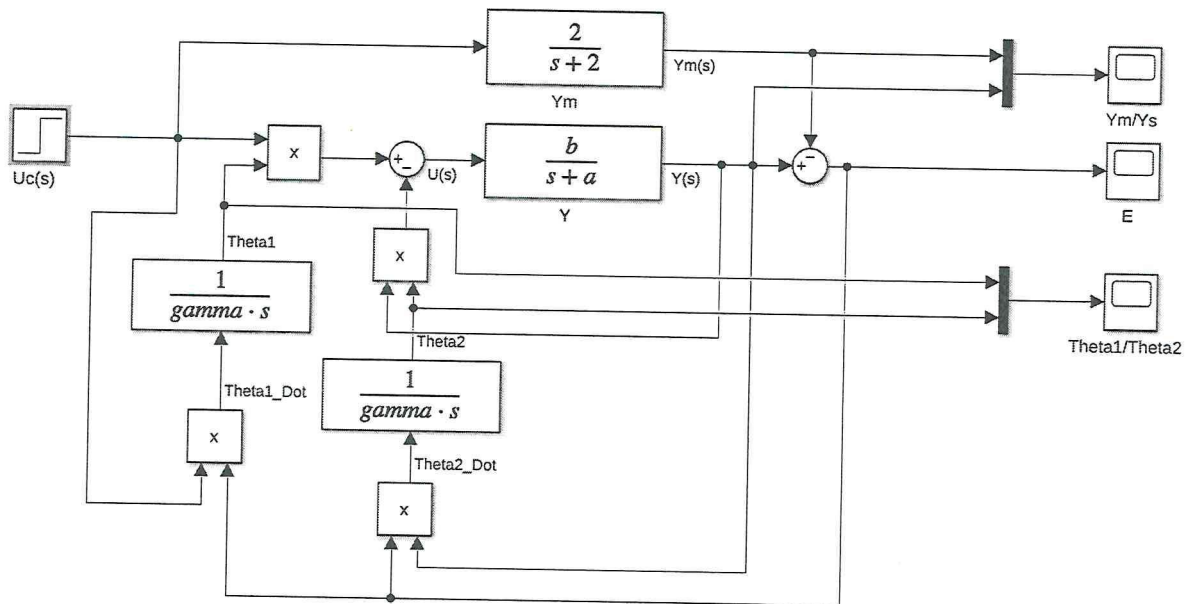 2
s + 2
Ym(s)
Ym
Ym/Ys
Uc(s)
x
+
−
U(s)
b
s + a
Y(s)
Y
−
+
E
Theta1
x
1
gamma · s
Theta2
Theta1/Theta2
Theta1_Dot
1
gamma · s
x
Theta2_Dot
x